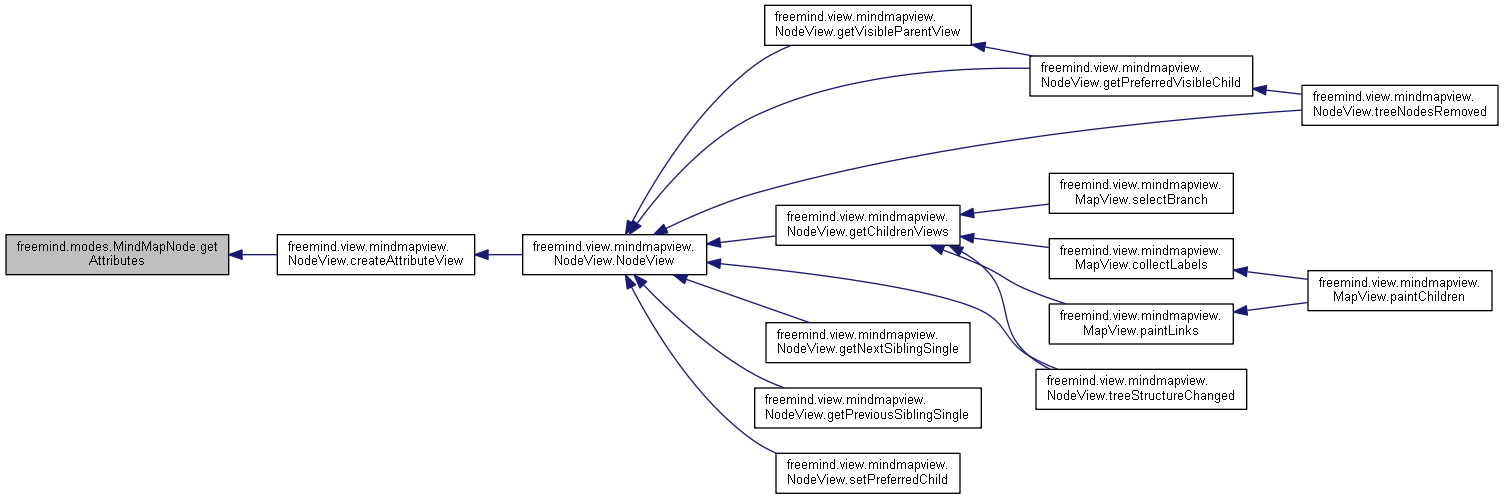 freemind.modes.MindMapNode.get
Attributes
freemind.view.mindmapview.
NodeView.createAttributeView
freemind.view.mindmapview.
NodeView.NodeView
freemind.view.mindmapview.
NodeView.getVisibleParentView
freemind.view.mindmapview.
NodeView.getPreferredVisibleChild
freemind.view.mindmapview.
NodeView.treeNodesRemoved
freemind.view.mindmapview.
NodeView.getChildrenViews
freemind.view.mindmapview.
MapView.selectBranch
freemind.view.mindmapview.
MapView.collectLabels
freemind.view.mindmapview.
MapView.paintChildren
freemind.view.mindmapview.
MapView.paintLinks
freemind.view.mindmapview.
NodeView.treeStructureChanged
freemind.view.mindmapview.
NodeView.getNextSiblingSingle
freemind.view.mindmapview.
NodeView.getPreviousSiblingSingle
freemind.view.mindmapview.
NodeView.setPreferredChild